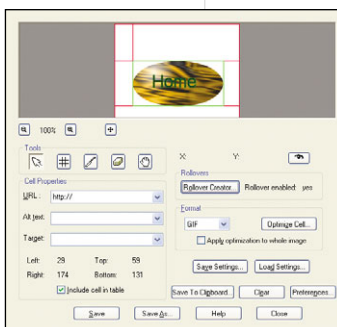 Home
100%
Tools
X: Y:
Rollovers
Rollover Creator... Rollover enabled: yes
Cell Properties
URL: http://
Alt text:
Target:
Left: 29 Top: 59
Right: 174 Bottom: 131
Include cell in table
Format
GIF Optimize Cell...
Apply optimization to whole image
Save Settings... Load Settings...
Save To Clipboard... Clear Preferences...
Save Save As... Help Close